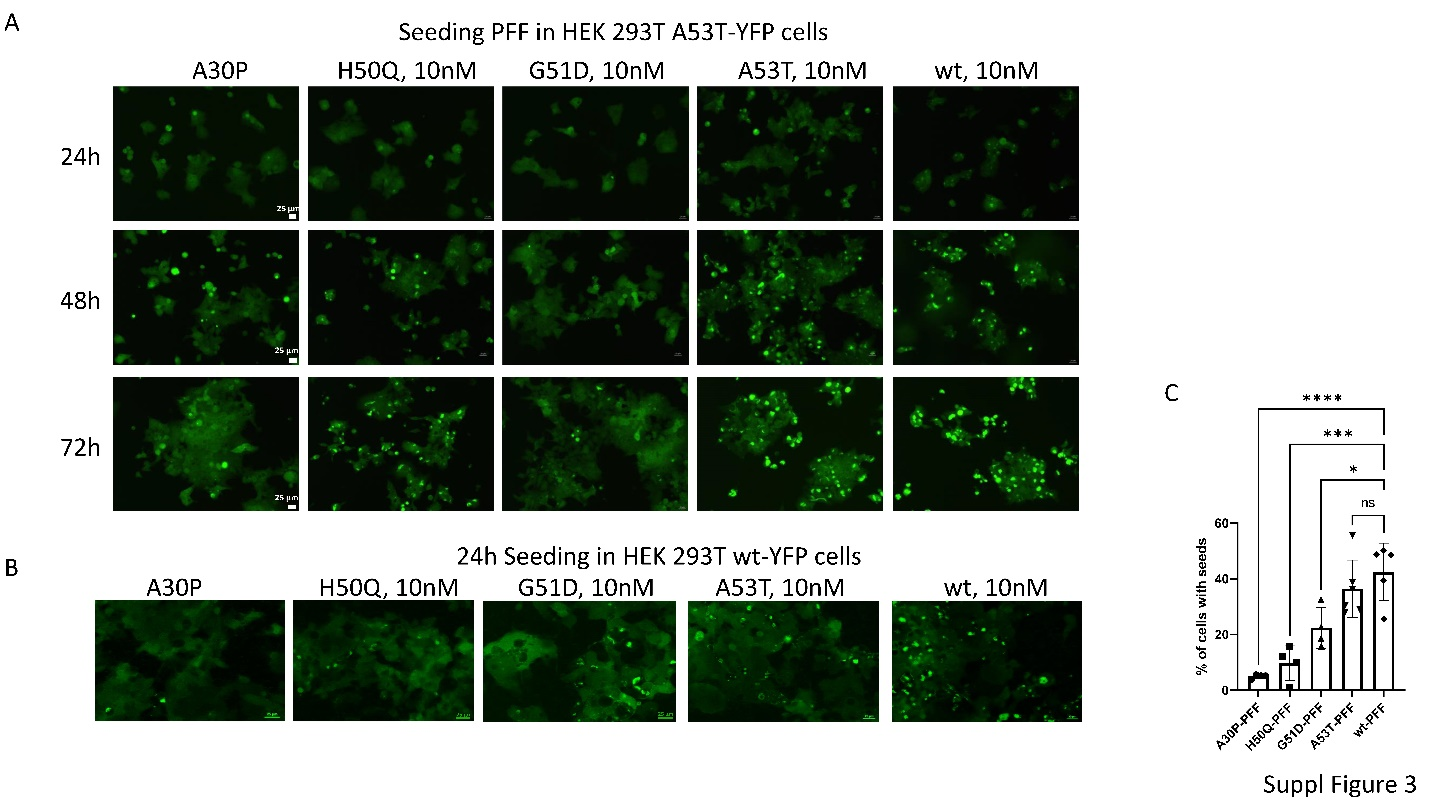 A
Seeding PFF in HEK 293T A53T-YFP cells
A30P H50Q, 10nM G51D, 10nM A53T, 10nM wt, 10nM
24h
25 µm
48h
25 µm
72h
25 µm
B
24h Seeding in HEK 293T wt-YFP cells
A30P H50Q, 10nM G51D, 10nM A53T, 10nM wt, 10nM
25 µm
C
****
***
*
ns
% of cells with seeds
60
40
20
0
A30P-PFF H50Q-PFF G51D-PFF A53T-PFF wt-PFF
Suppl Figure 3